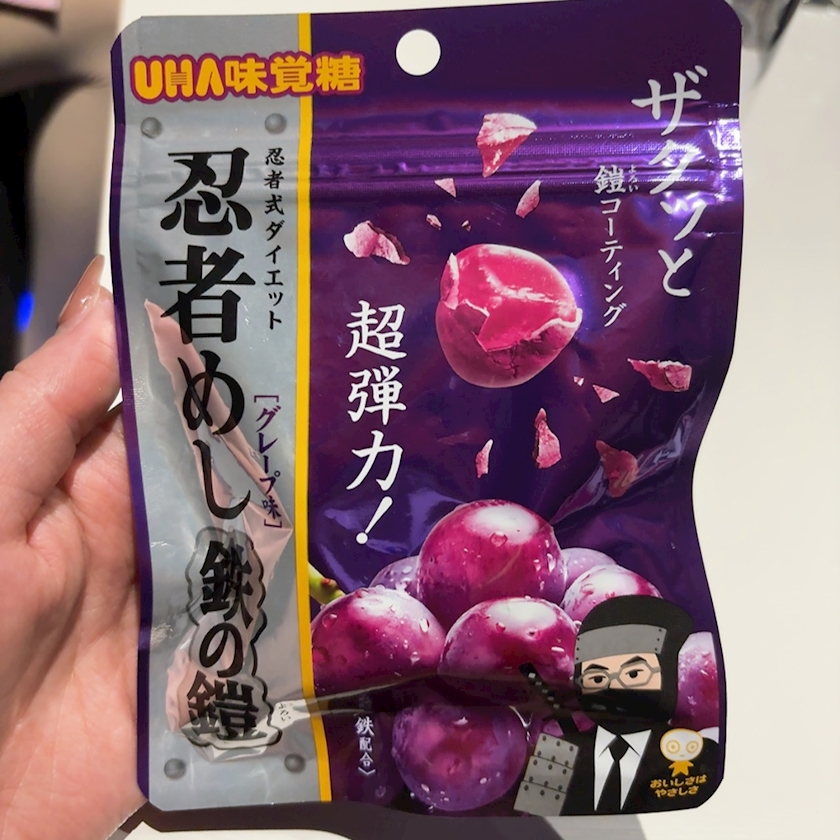 UHA味覚糖
ザクッと
鎧コーティング
よろい
超弾力!
忍者式ダイエット
忍者めし
[グレープ味]
鉄の鎧
よろい
鉄配合〉
おいしさは
やさしさ